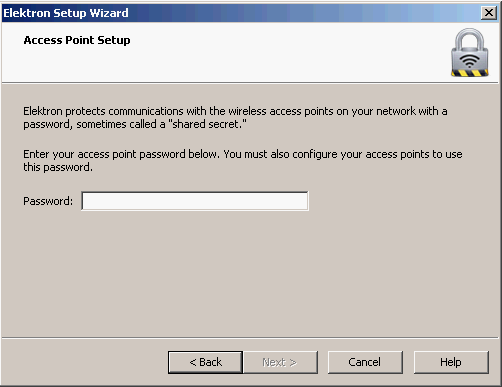 Elektron Setup Wizard
Access Point Setup
Elektron protects communications with the wireless access points on your network with a
password, sometimes called a "shared secret."
Enter your access point password below. You must also configure your access points to use
this password.
Password:
< Back Next > Cancel Help